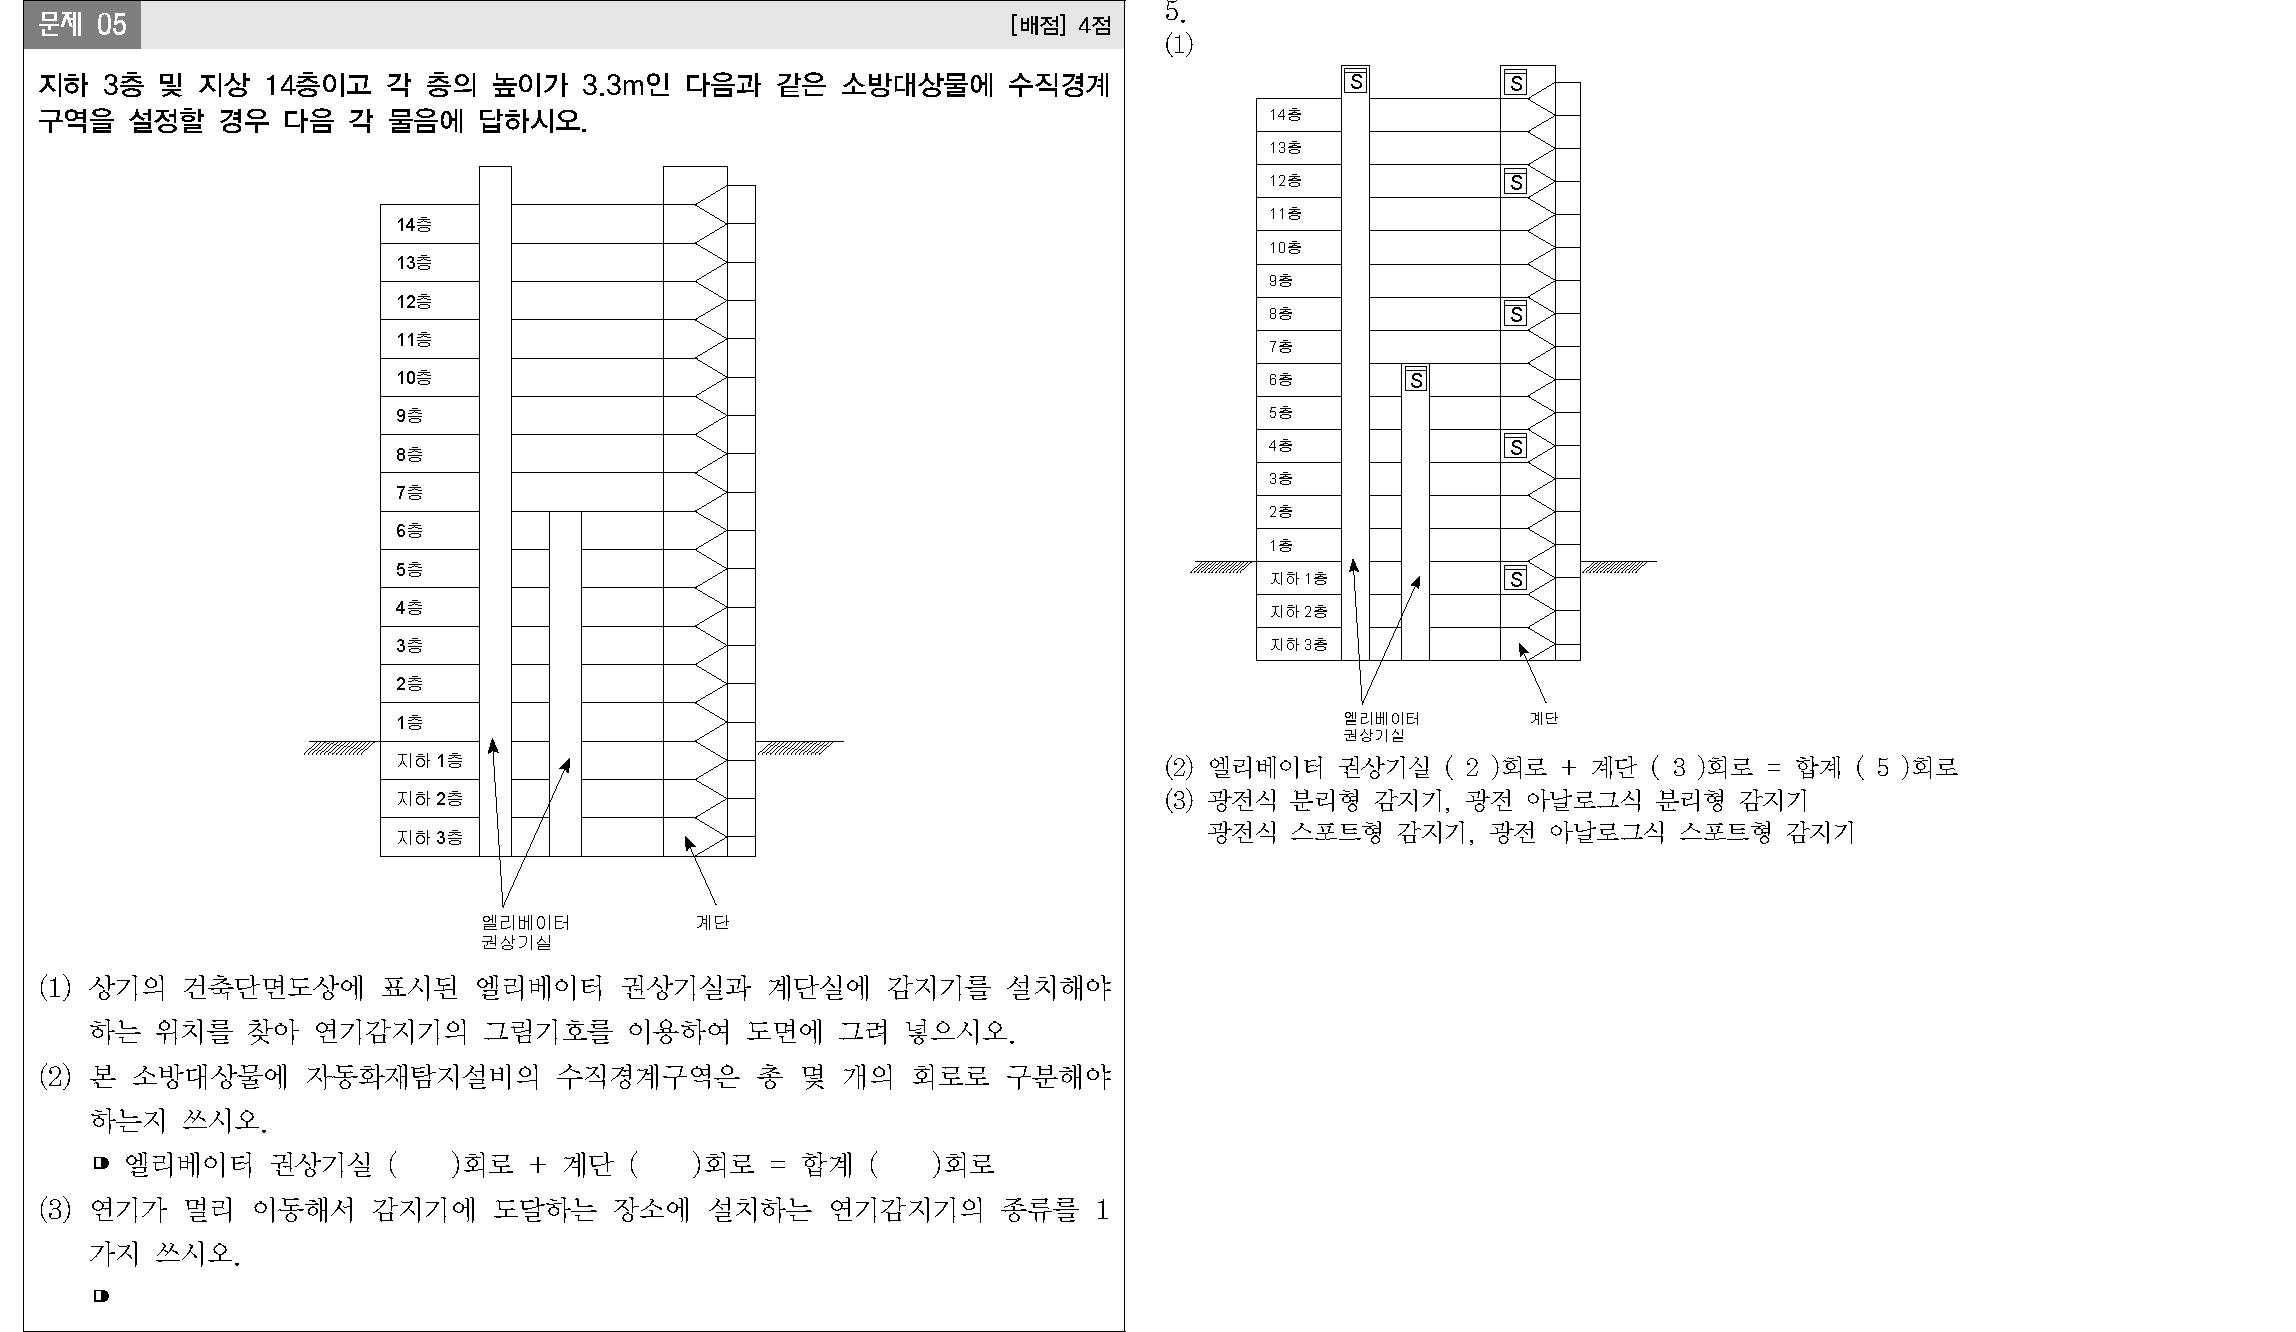 문제 05
[배점] 4점
지하 3층 및 지상 14층이고 각 층의 높이가 3.3m인 다음과 같은 소방대상물에 수직경계
구역을 설정할 경우 다음 각 물음에 답하시오.
14층
13층
12층
11층
10층
9층
8층
7층
6층
5층
4층
3층
2층
1층
지하 1층
지하 2층
지하 3층
엘리베이터
권상기실
계단
(1) 상기의 건축단면도상에 표시된 엘리베이터 권상기실과 계단실에 감지기를 설치해야
하는 위치를 찾아 연기감지기의 그림기호를 이용하여 도면에 그려 넣으시오.
(2) 본 소방대상물에 자동화재탐지설비의 수직경계구역은 총 몇 개의 회로로 구분해야
하는지 쓰시오.
엘리베이터 권상기실 (    )회로 + 계단 (    )회로 = 합계 (    )회로
(3) 연기가 멀리 이동해서 감지기에 도달하는 장소에 설치하는 연기감지기의 종류를 1
가지 쓰시오.
5.
(1)
S
S
14층
13층
12층
S
11층
10층
9층
8층
S
7층
6층
S
5층
4층
S
3층
2층
1층
지하 1층
S
지하 2층
지하 3층
엘리베이터
권상기실
계단
(2) 엘리베이터 권상기실 ( 2 )회로 + 계단 ( 3 )회로 = 합계 ( 5 )회로
(3) 광전식 분리형 감지기, 광전 아날로그식 분리형 감지기
광전식 스포트형 감지기, 광전 아날로그식 스포트형 감지기